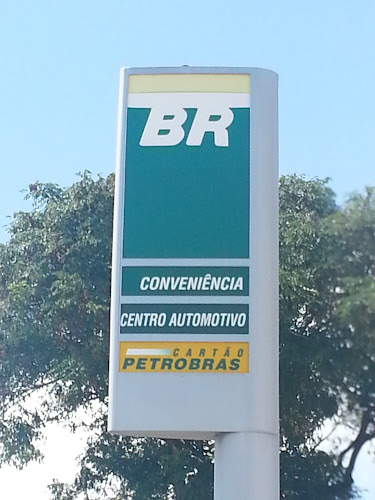 BR
CONVENIÊNCIA
CENTRO AUTOMOTIVO
CARTÃO
PETROBRAS